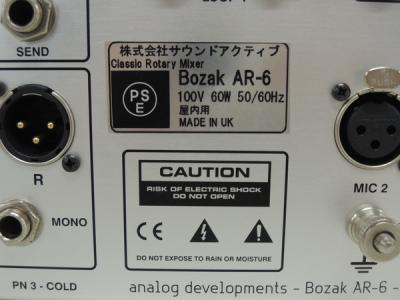 SEND
株式会社サウンドアクティブ
Classic Rotary Mixer
Bozak AR-6
100V 60W 50/60Hz
屋内用
MADE IN UK
PS
E
R
MIC 2
MONO
CAUTION
RISK OF ELECTRIC SHOCK
DO NOT OPEN
CE
DO NOT EXPOSE TO RAIN OR MOISTURE
PN 3 - COLD
analog developments - Bozak AR-6 -